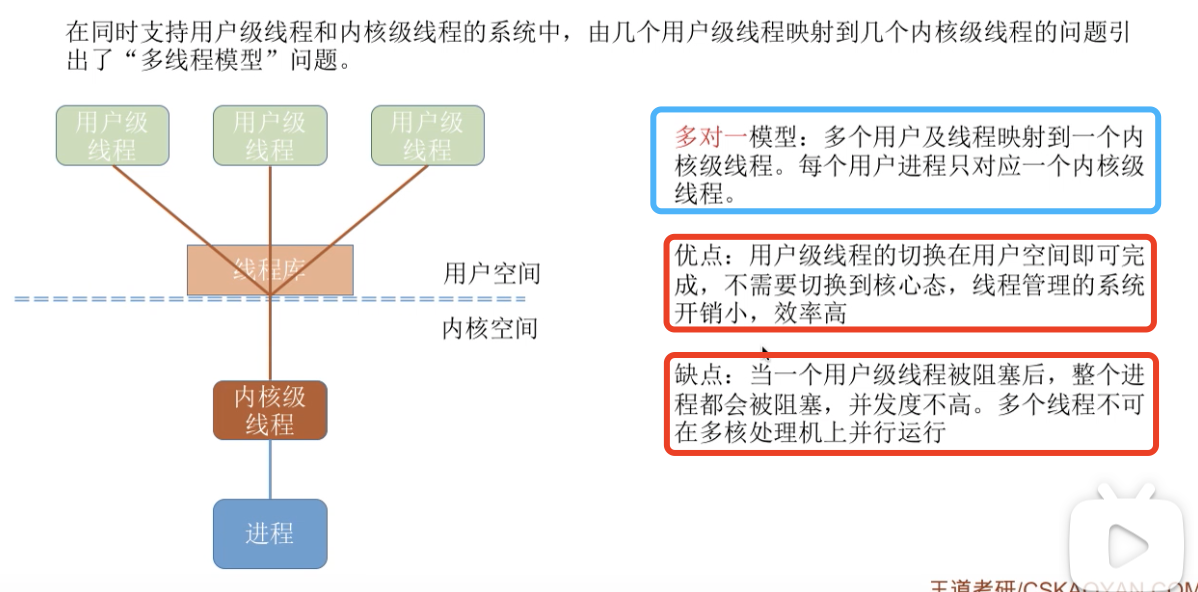 在同时支持用户级线程和内核级线程的系统中，由几个用户级线程映射到几个内核级线程的问题引
出了“多线程模型”问题。
用户级
线程
用户级
线程
用户级
线程
线程库
用户空间
内核空间
内核级
线程
进程
多对一模型：多个用户及线程映射到一个内
核级线程。每个用户进程只对应一个内核级
线程。
优点：用户级线程的切换在用户空间即可完
成，不需要切换到核心态，线程管理的系统
开销小，效率高
缺点：当一个用户级线程被阻塞后，整个进
程都会被阻塞，并发度不高。多个线程不可
在多核处理机上并行运行
王道考研/CSKAOYAN.COM